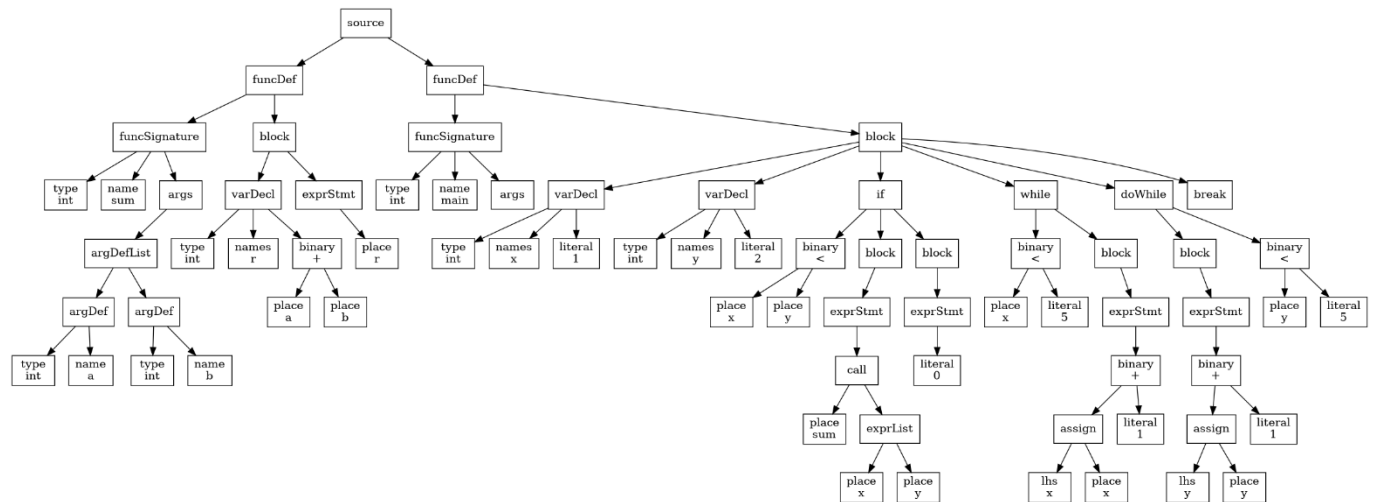 source
funcDef funcDef
funcSignature block funcSignature block
type
int
name
sum
args varDecl exprStmt
type
int
name
main
args varDecl varDecl if while doWhile break
argDefList
type
int
names
r
binary
+
place
r
type
int
names
x
literal
1
type
int
names
y
literal
2
binary
<
block block
binary
<
block block
binary
<
argDef argDef
place
a
place
b
place
x
place
y
exprStmt exprStmt
place
x
literal
5
exprStmt exprStmt
place
y
literal
5
type
int
name
a
type
int
name
b
call
literal
0
binary
+
binary
+
place
sum
exprList assign
literal
1
assign
literal
1
place
x
place
y
lhs
x
place
x
lhs
y
place
y